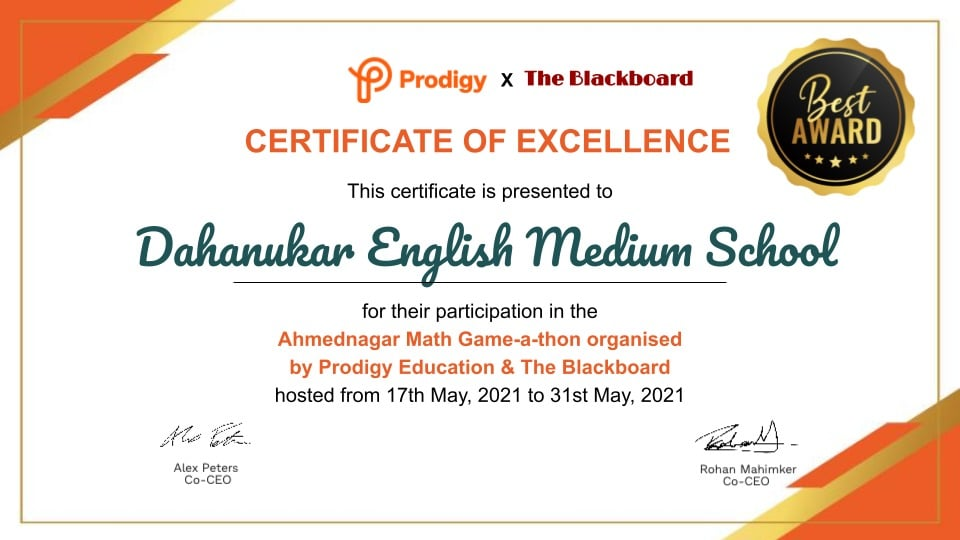 Prodigy X The Blackboard
Best
AWARD
CERTIFICATE OF EXCELLENCE
This certificate is presented to
Dahanukar English Medium School
for their participation in the
Ahmednagar Math Game-a-thon organised
by Prodigy Education & The Blackboard
hosted from 17th May, 2021 to 31st May, 2021
Alex Peters
Co-CEO
Rohan Mahimker
Co-CEO